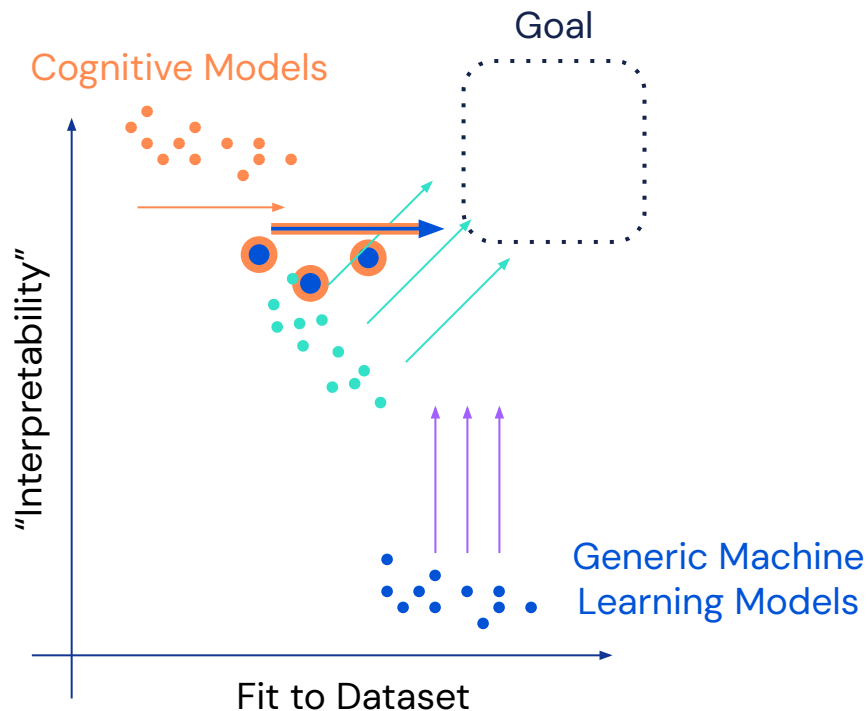 Goal
Cognitive Models
“Interpretability”
Generic Machine
Learning Models
Fit to Dataset